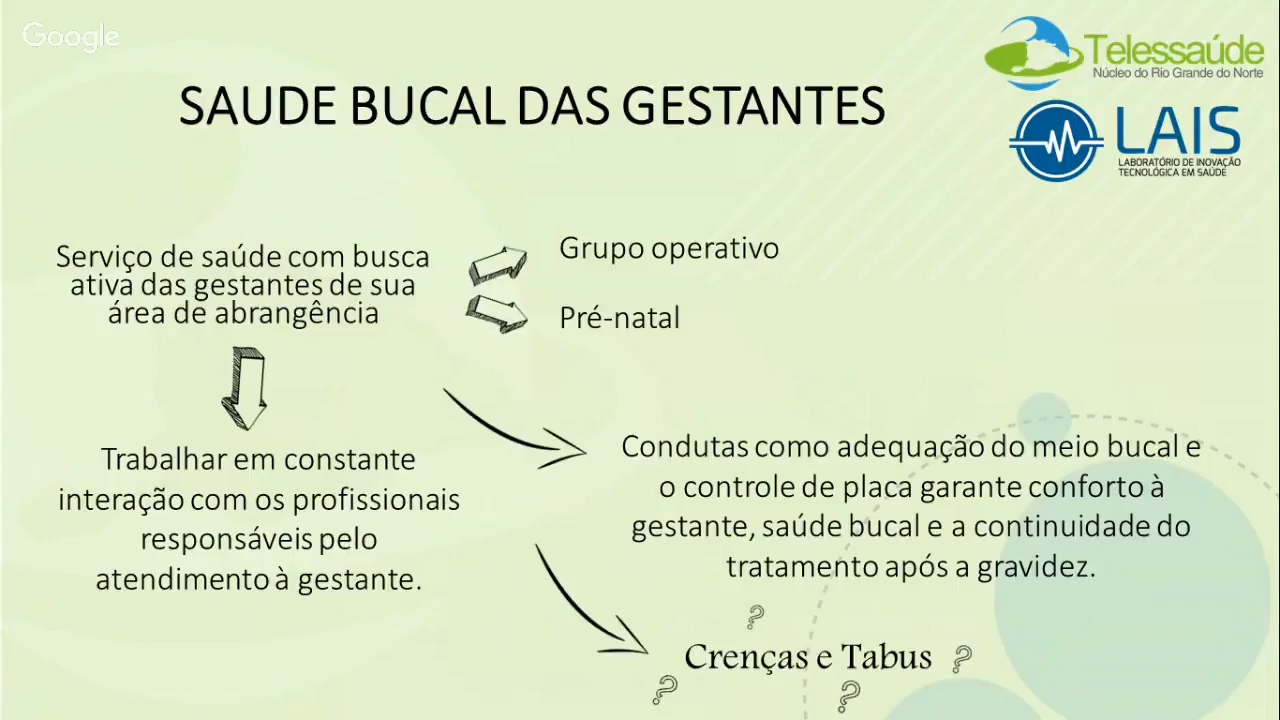 Google
Telessaúde
Núcleo do Rio Grande do Norte
SAUDE BUCAL DAS GESTANTES
LAIS
LABORATÓRIO DE INOVAÇÃO
TECNOLÓGICA EM SAÚDE
Serviço de saúde com busca
ativa das gestantes de sua
área de abrangência
Grupo operativo
Pré-natal
Trabalhar em constante
interação com os profissionais
responsáveis pelo
atendimento à gestante.
Condutas como adequação do meio bucal e
o controle de placa garante conforto à
gestante, saúde bucal e a continuidade do
tratamento após a gravidez.
?
Crenças e Tabus ?
? ?